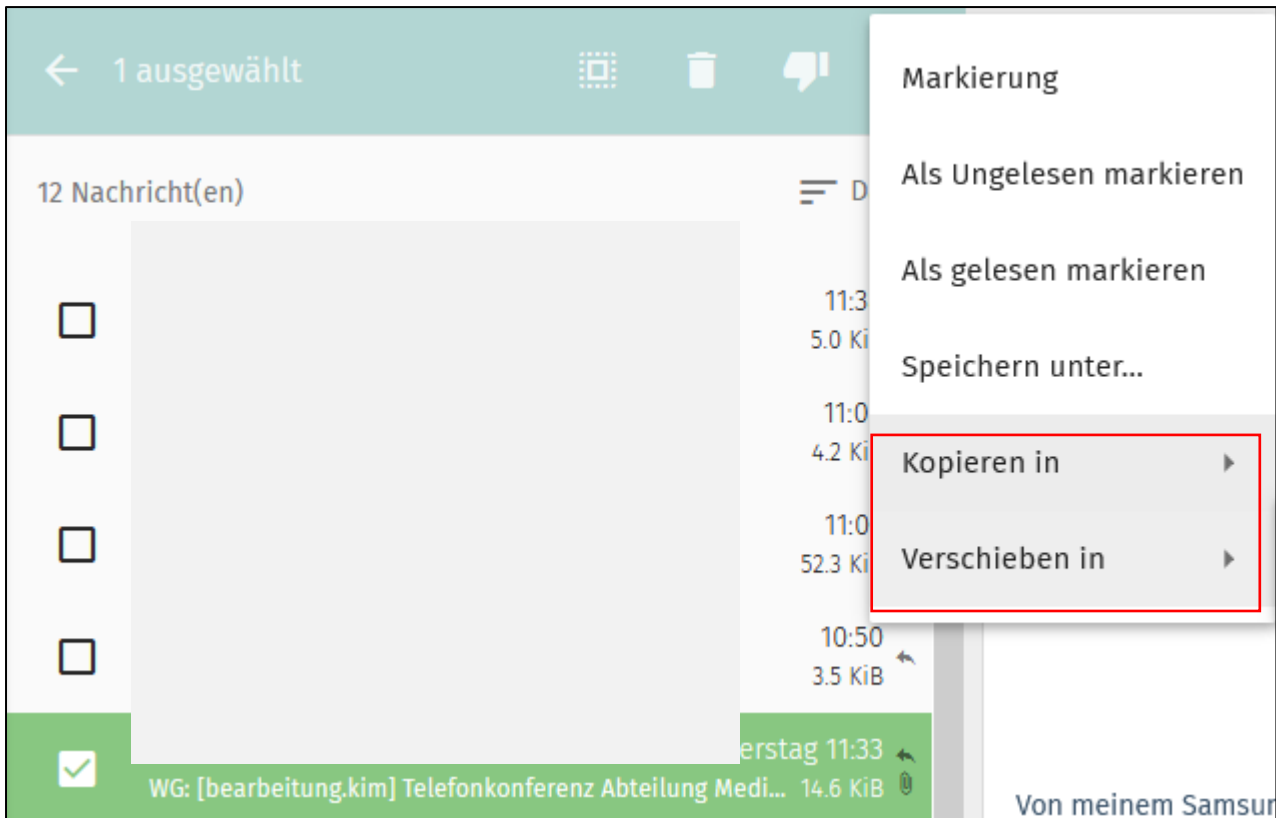 1 ausgewählt
12 Nachricht(en)
D
11:3
5.0 Ki
11:0
4.2 Ki
11:0
52.3 Ki
10:50
3.5 KiB
erstag 11:33
WG: [bearbeitung.kim] Telefonkonferenz Abteilung Medi... 14.6 KiB
Markierung
Als Ungelesen markieren
Als gelesen markieren
Speichern unter...
Kopieren in
Verschieben in
Von meinem Samsur